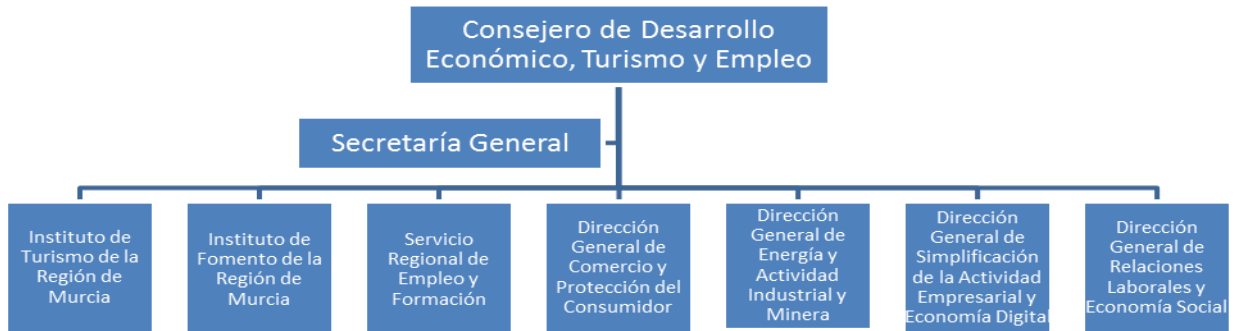 Consejero de Desarrollo
Económico, Turismo y Empleo
Secretaría General
Instituto de
Turismo de la
Región de
Murcia
Instituto de
Fomento de la
Región de
Murcia
Servicio
Regional de
Empleo y
Formación
Dirección
General de
Comercio y
Protección del
Consumidor
Dirección
General de
Energía y
Actividad
Industrial y
Minera
Dirección
General de
Simplificación
de la Actividad
Empresarial y
Economía Digital
Dirección
General de
Relaciones
Laborales y
Economía Social